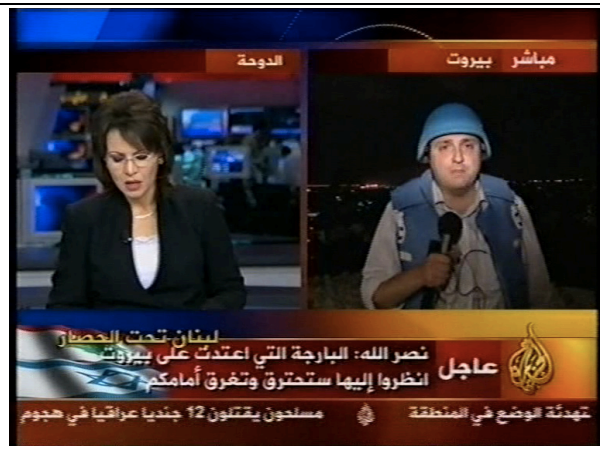 الدوحة
مباشر بيروت
لبنان تحت الحصار
عاجل
نصر الله: البارجة التي اعتدت على بيروت
انظروا إليها ستحترق وتغرق أمامكم
تهدئة الوضع في المنطقة مسلحون يقتلون 12 جنديا عراقيا في هجوم
الجزيرة